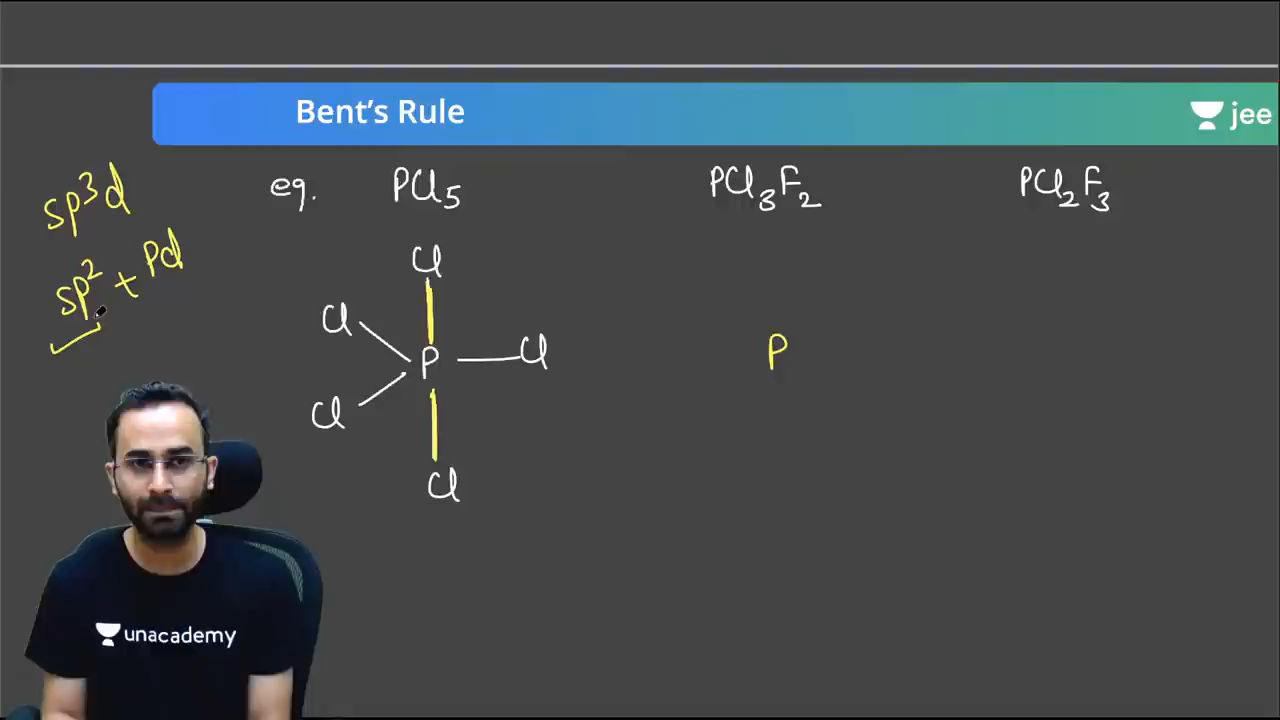 Bent's Rule
jee
sp³d
eg. PCl₅ PCl₃F₂ PCl₂F₃
sp² + Pd
Cl
Cl
P Cl
Cl
Cl
P
unacademy